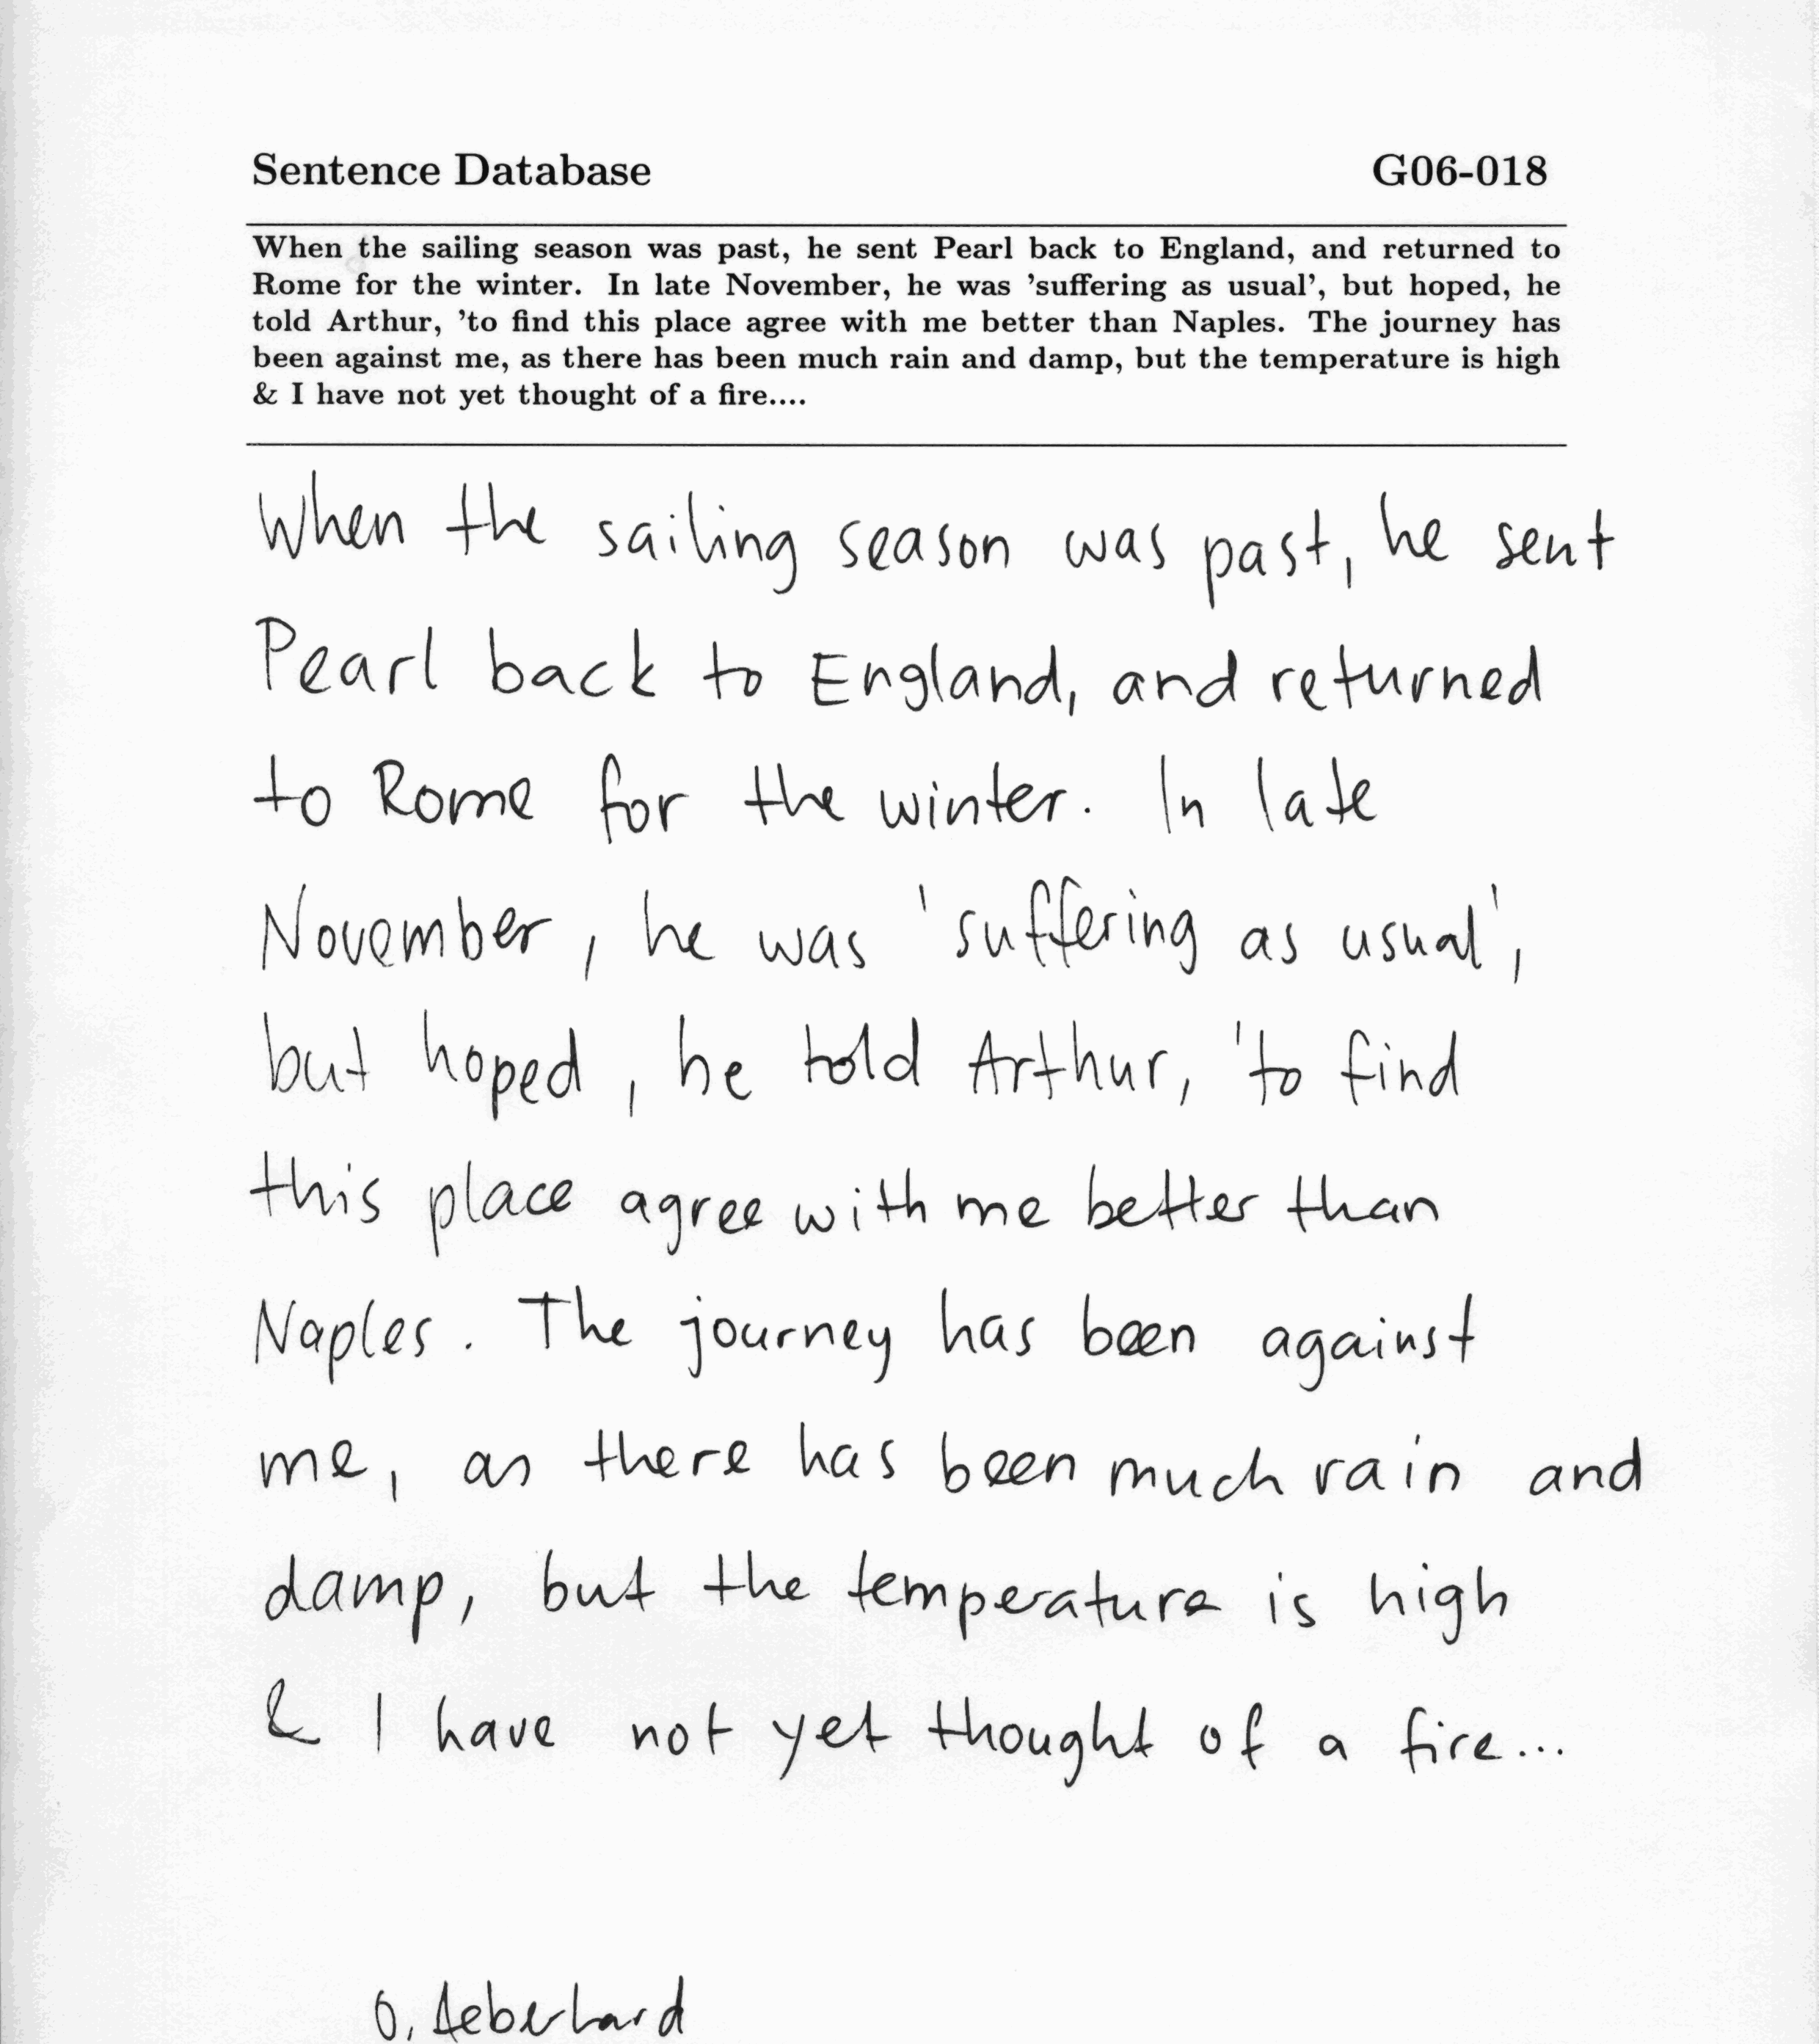 Sentence Database G06-018
When the sailing season was past, he sent Pearl back to England, and returned to
Rome for the winter. In late November, he was 'suffering as usual', but hoped, he
told Arthur, 'to find this place agree with me better than Naples. The journey has
been against me, as there has been much rain and damp, but the temperature is high
& I have not yet thought of a fire....
When the sailing season was past, he sent
Pearl back to England, and returned
to Rome for the winter. In late
November, he was 'suffering as usual',
but hoped, he told Arthur, 'to find
this place agree with me better than
Naples. The journey has been against
me, as there has been much rain and
damp, but the temperature is high
& I have not yet thought of a fire...
O. Aeberhard